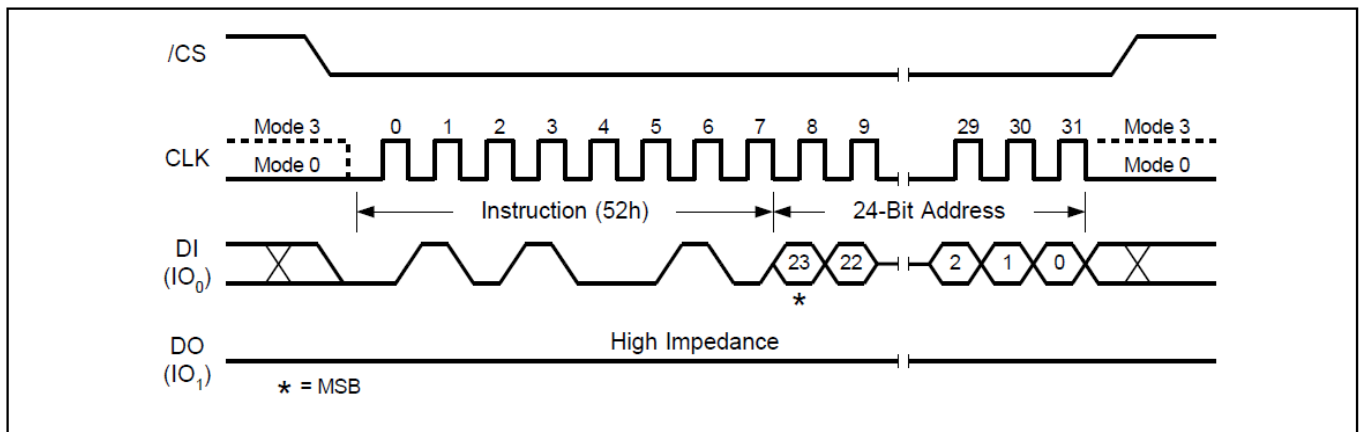 /CS
Mode 3 0 1 2 3 4 5 6 7 8 9 29 30 31 Mode 3
CLK
Mode 0 Mode 0
Instruction (52h) 24-Bit Address
DI
(IO0) 23 22 2 1 0
*
DO High Impedance
(IO1)
* = MSB